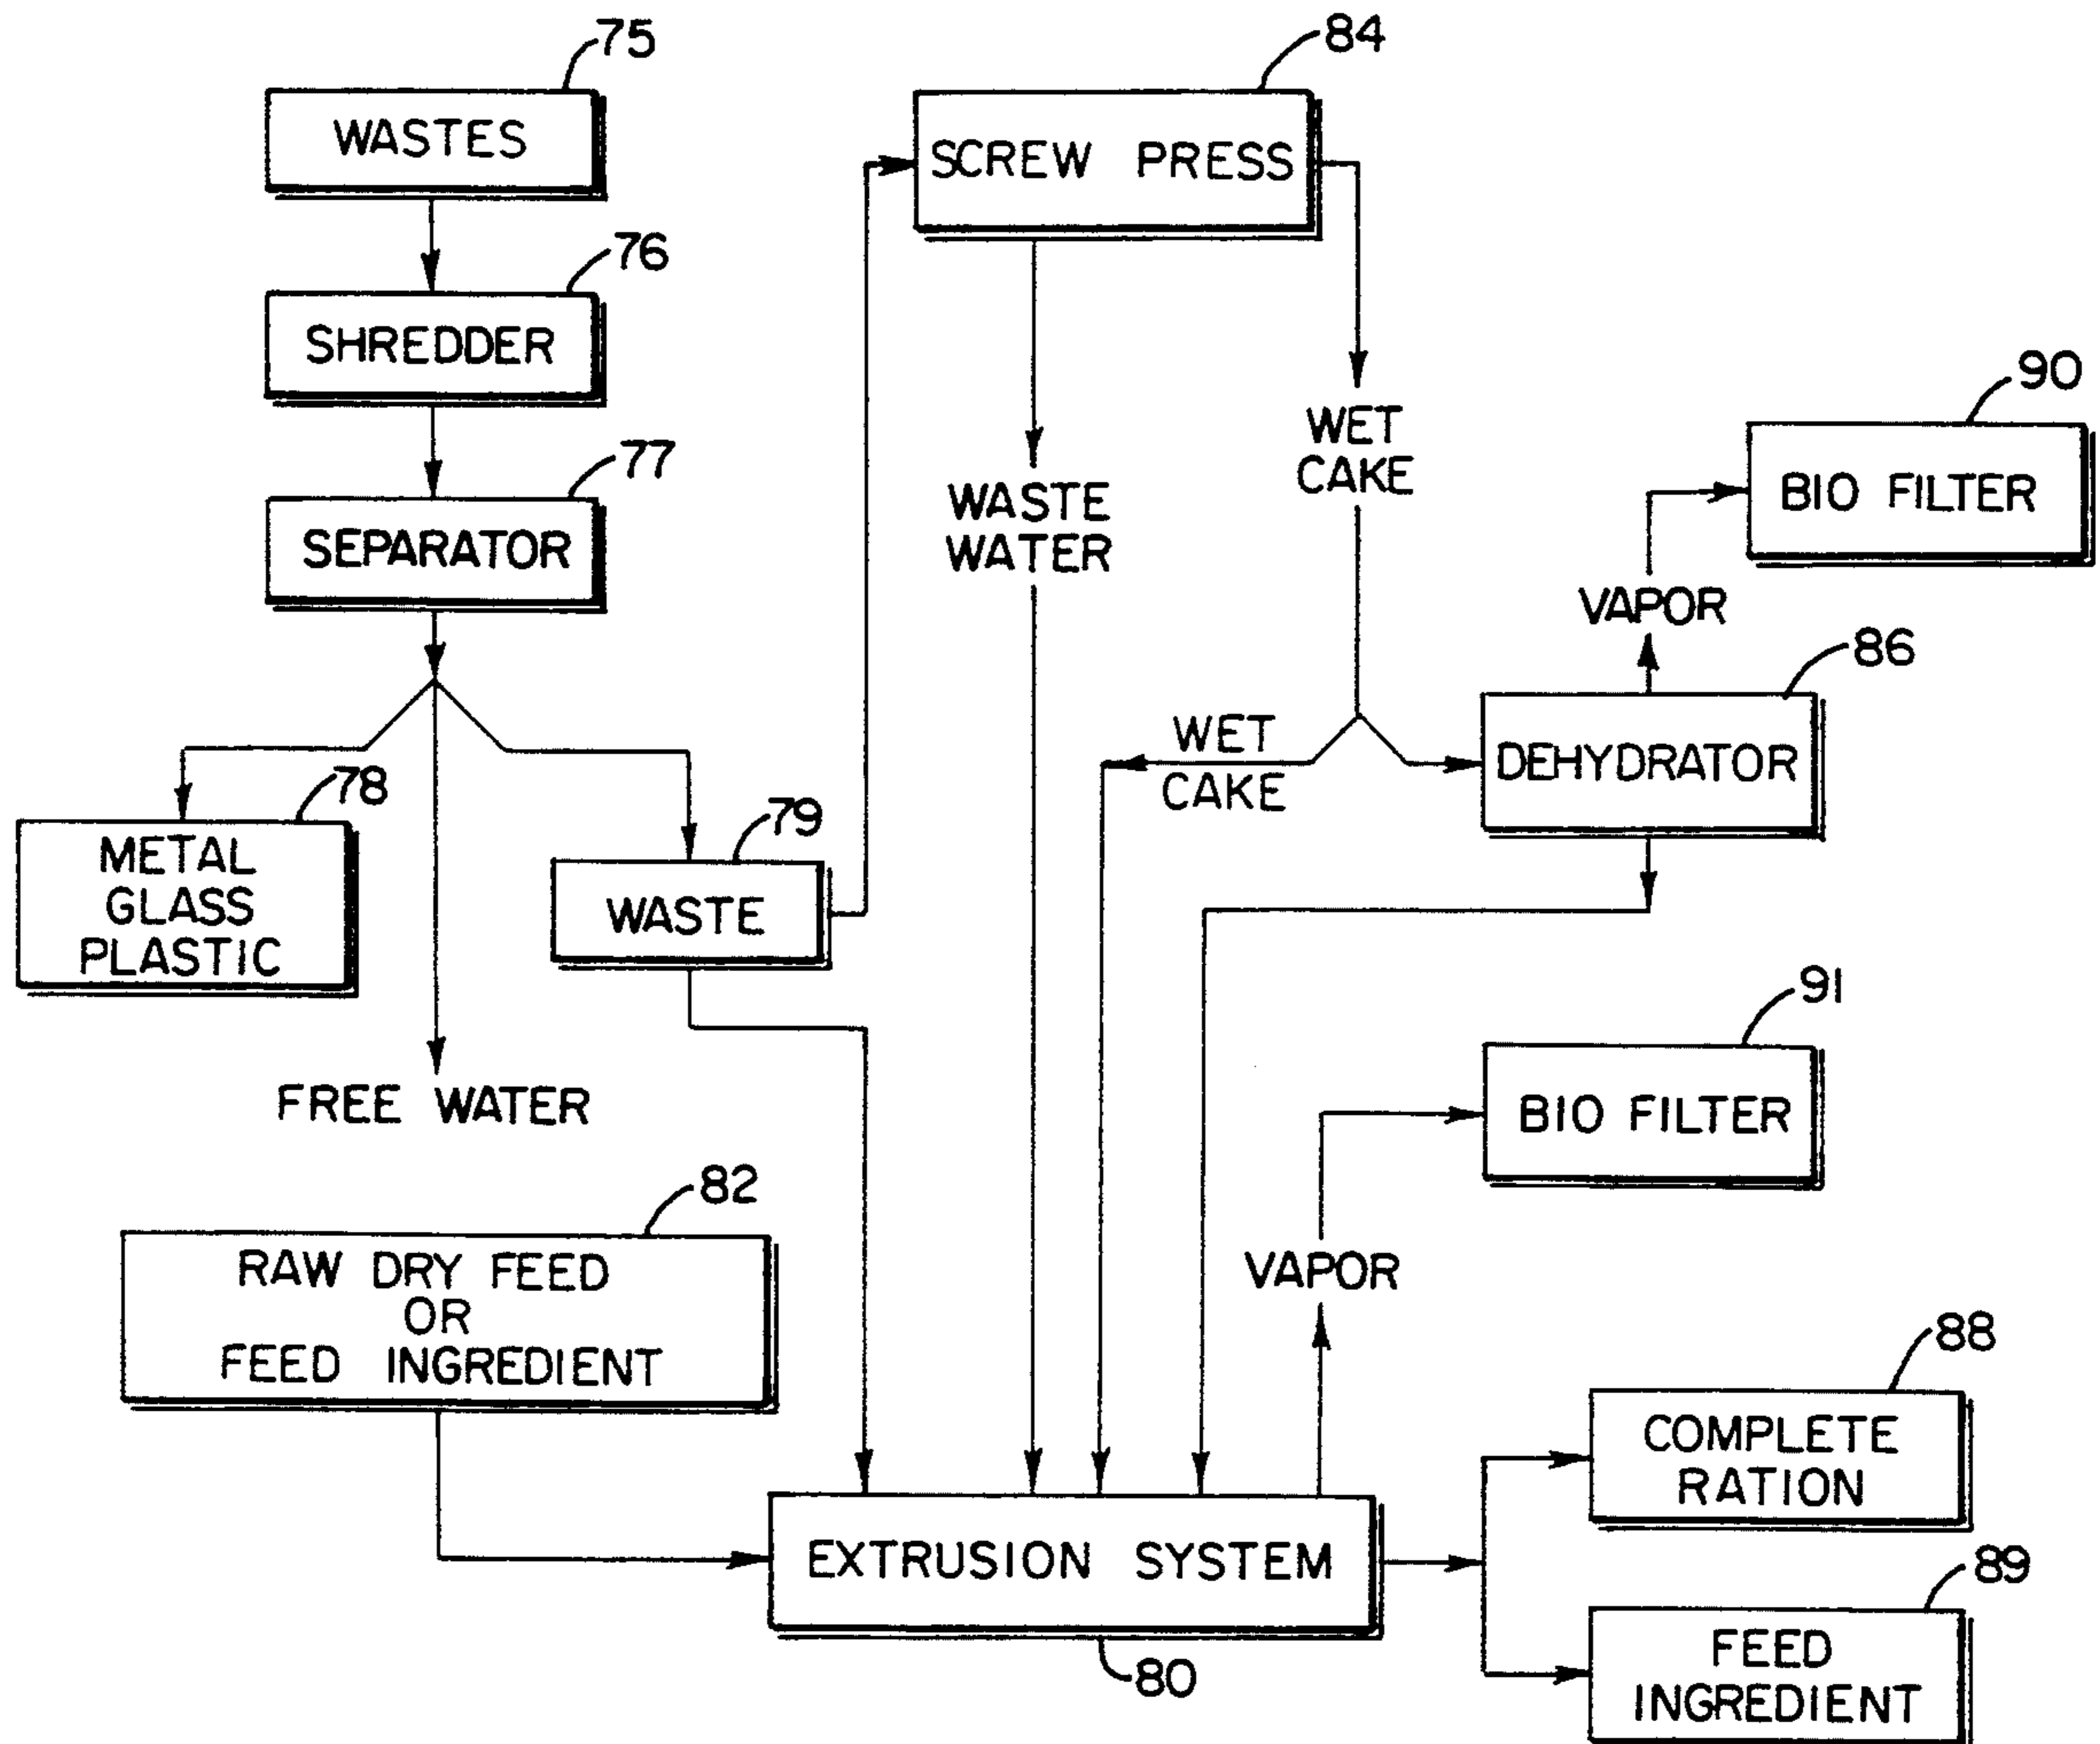 75
WASTES
76
SHREDDER
77
SEPARATOR
78
METAL
GLASS
PLASTIC
FREE WATER
79
WASTE
84
SCREW PRESS
WASTE
WATER
WET
CAKE
WET
CAKE
90
BIO FILTER
VAPOR
86
DEHYDRATOR
91
BIO FILTER
VAPOR
82
RAW DRY FEED
OR
FEED INGREDIENT
EXTRUSION SYSTEM
80
88
COMPLETE
RATION
89
FEED
INGREDIENT